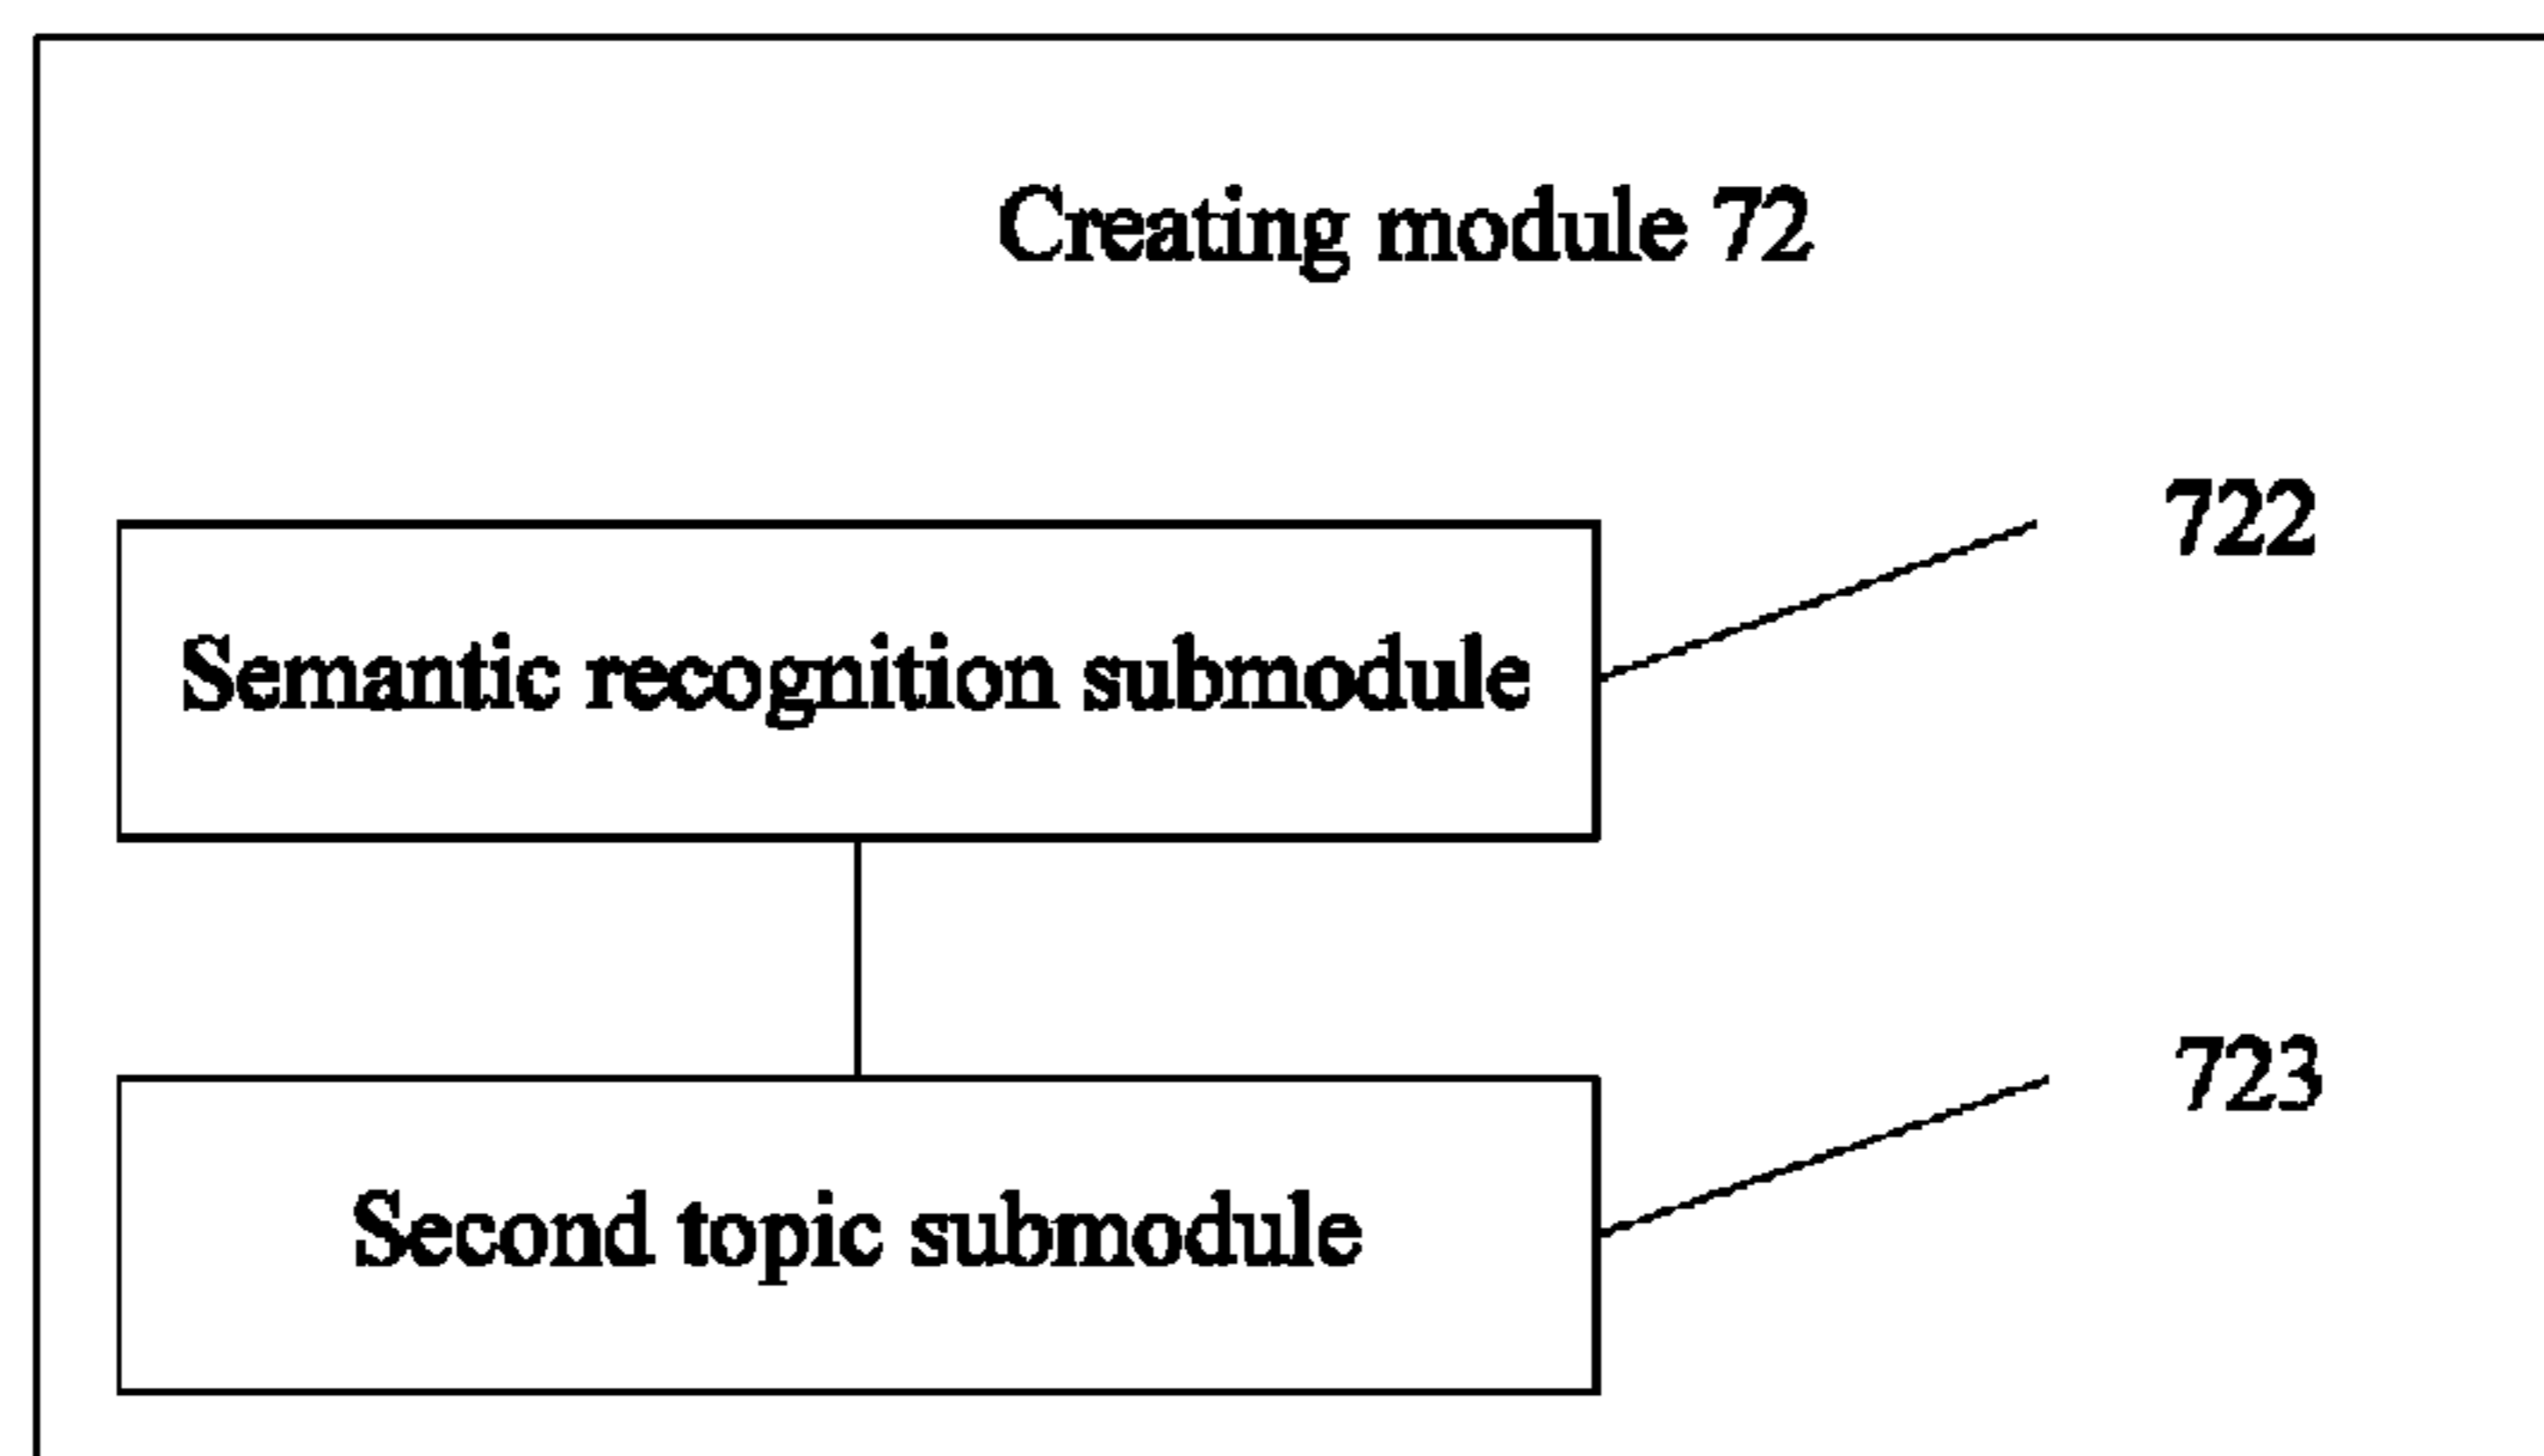 Creating module 72
722
Semantic recognition submodule
723
Second topic submodule